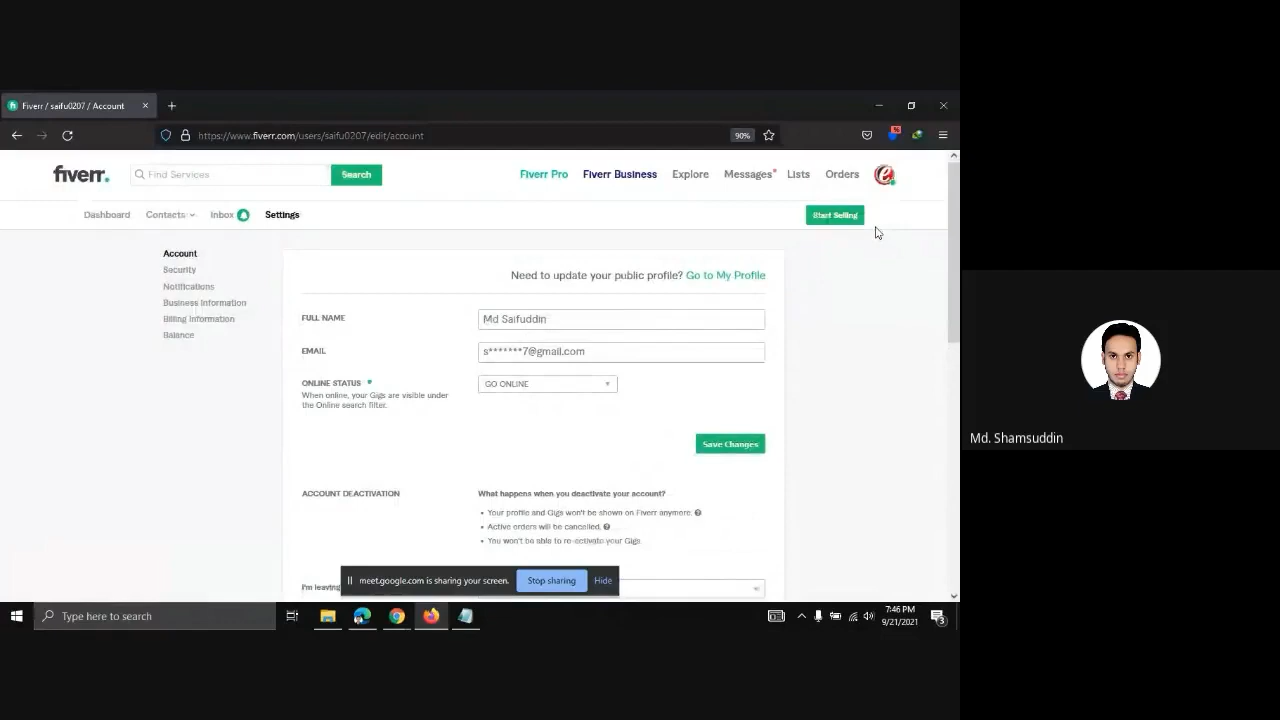 Fiverr / saifu0207 / Account
https://www.fiverr.com/users/saifu0207/edit/account
90%
fiverr.
Find Services
Search
Fiverr Pro
Fiverr Business
Explore
Messages
Lists
Orders
Dashboard
Contacts
Inbox
Settings
Start Selling
Account
Security
Notifications
Business Information
Billing Information
Balance
Need to update your public profile? Go to My Profile
FULL NAME
Md Saifuddin
EMAIL
s*******7@gmail.com
ONLINE STATUS
When online, your Gigs are visible under
the Online search filter.
GO ONLINE
Save Changes
ACCOUNT DEACTIVATION
What happens when you deactivate your account?
• Your profile and Gigs won't be shown on Fiverr anymore.
• Active orders will be cancelled.
• You won't be able to re-activate your Gigs.
I'm leaving
meet.google.com is sharing your screen.
Stop sharing
Hide
Type here to search
7:46 PM
9/21/2021
3
Md. Shamsuddin